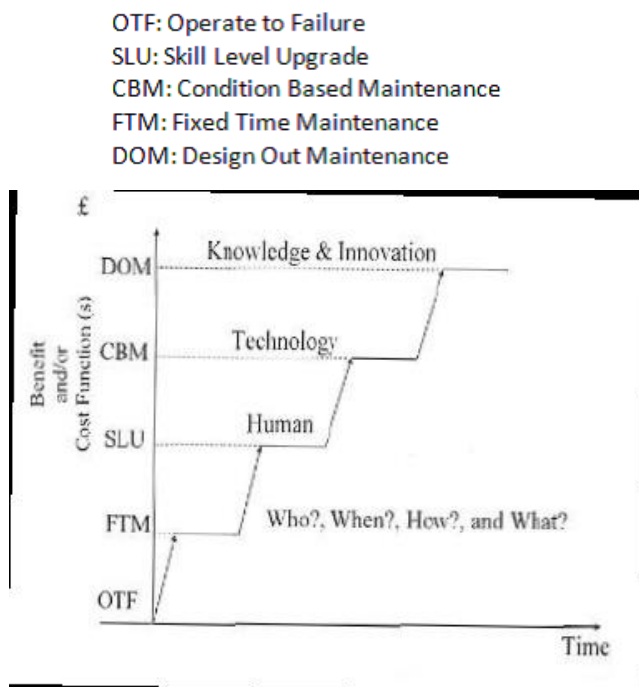 OTF: Operate to Failure
SLU: Skill Level Upgrade
CBM: Condition Based Maintenance
FTM: Fixed Time Maintenance
DOM: Design Out Maintenance
£
DOM
Knowledge & Innovation
CBM
Technology
SLU
Human
FTM
Who?, When?, How?, and What?
OTF
Time
Benefit
and/or
Cost Function (s)